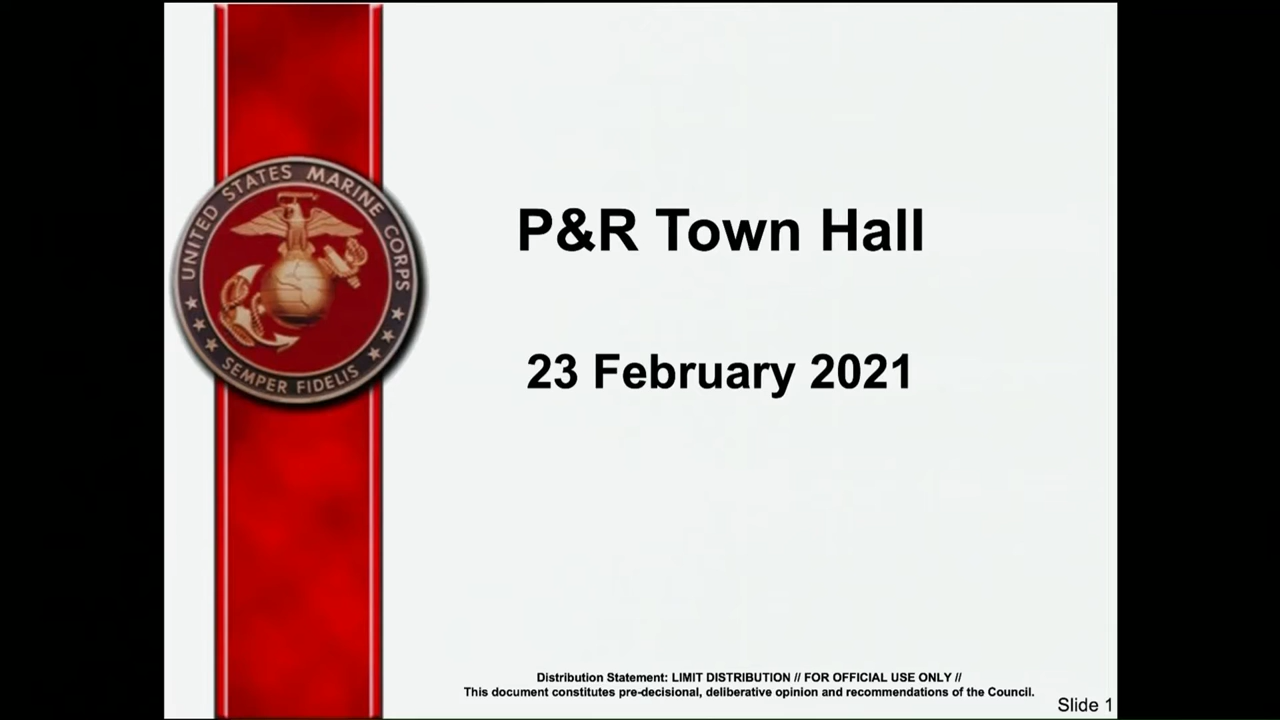 UNITED STATES MARINE CORPS
SEMPER FIDELIS
P&R Town Hall
23 February 2021
Distribution Statement: LIMIT DISTRIBUTION // FOR OFFICIAL USE ONLY //
This document constitutes pre-decisional, deliberative opinion and recommendations of the Council.
Slide 1